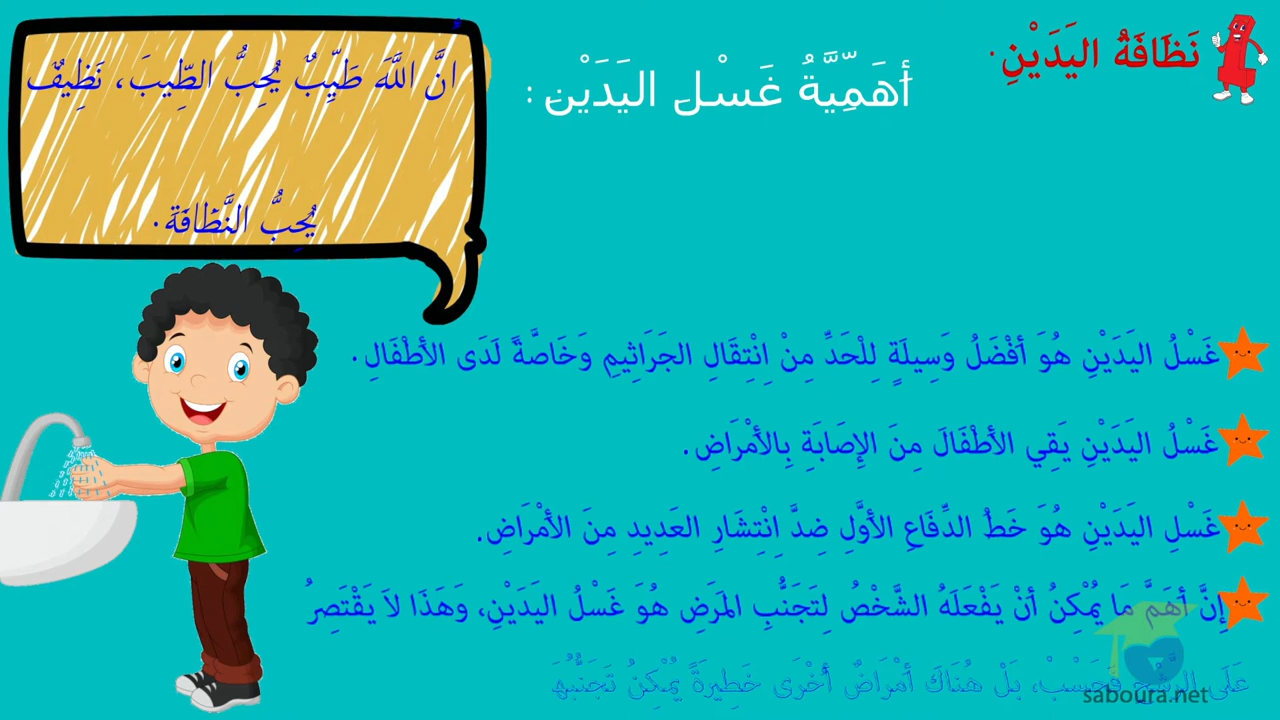 نَظَافَةُ اليَدَيْنِ.
أَهَمِّيَّةُ غَسْلِ اليَدَيْنِ :
أَنَّ اللَّهَ طَيِّبٌ يُحِبُّ الطِّيبَ، نَظِيفٌ
يُحِبُّ النَّظَافَةَ.
غَسْلُ اليَدَيْنِ هُوَ أَفْضَلُ وَسِيلَةٍ لِلْحَدِّ مِنْ اِنْتِقَالِ الجَرَاثِيمِ وَخَاصَّةً لَدَى الأَطْفَالِ.
غَسْلُ اليَدَيْنِ يَقِي الأَطْفَالَ مِنَ الإِصَابَةِ بِالأَمْرَاضِ.
غَسْلِ اليَدَيْنِ هُوَ خَطُ الدِّفَاعِ الأَوَّلِ ضِدَّ اِنْتِشَارِ العَدِيدِ مِنَ الأَمْرَاضِ.
إِنَّ أَهَمَّ مَا يُمْكِنُ أَنْ يَفْعَلَهُ الشَّخْصُ لِتَجَنُّبِ المَرَضِ هُوَ غَسْلُ اليَدَيْنِ، وَهَذَا لاَ يَقْتَصِرُ
عَلَى الرَّشْحِ فَحَسْبْ، بَلْ هُنَاكَ أَمْرَاضٌ أُخْرَى خَطِيرَةً يُمْكِنُ تَجَنُّبُهَا
saboura.net